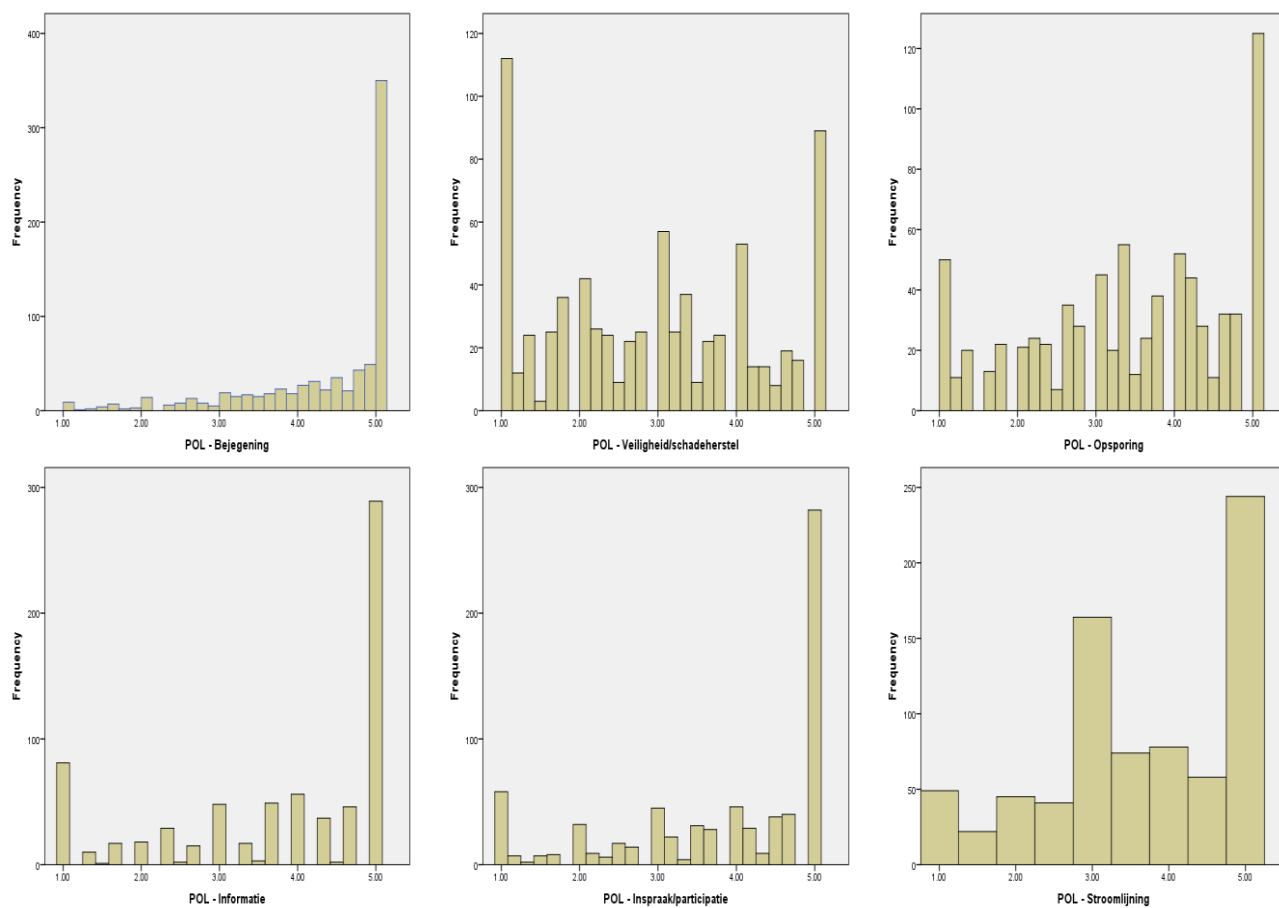 Frequency
400
300
200
100
0
1.00 2.00 3.00 4.00 5.00
POL - Bejegening
Frequency
120
100
80
60
40
20
0
1.00 2.00 3.00 4.00 5.00
POL - Veiligheid/schadeherstel
Frequency
120
100
80
60
40
20
0
1.00 2.00 3.00 4.00 5.00
POL - Opsporing
Frequency
300
200
100
0
1.00 2.00 3.00 4.00 5.00
POL - Informatie
Frequency
300
200
100
0
1.00 2.00 3.00 4.00 5.00
POL - Inspraak/participatie
Frequency
250
200
150
100
50
0
1.00 2.00 3.00 4.00 5.00
POL - Stroomlijning